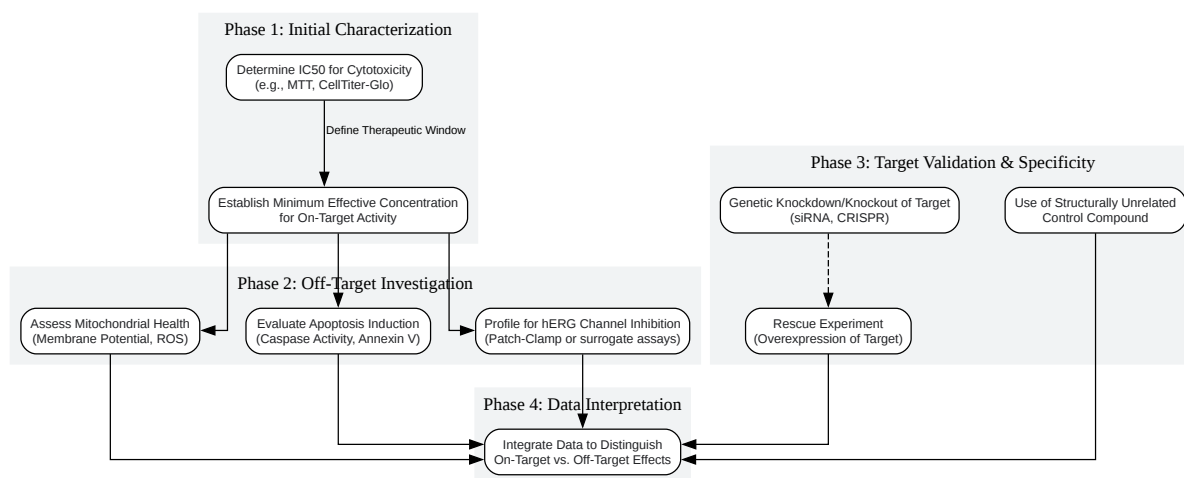 Phase 1: Initial Characterization
Determine IC50 for Cytotoxicity
(e.g., MTT, CellTiter-Glo)
Define Therapeutic Window
Establish Minimum Effective Concentration
for On-Target Activity
Phase 2: Off-Target Investigation
Assess Mitochondrial Health
(Membrane Potential, ROS)
Evaluate Apoptosis Induction
(Caspase Activity, Annexin V)
Profile for hERG Channel Inhibition
(Patch-Clamp or surrogate assays)
Phase 3: Target Validation & Specificity
Genetic Knockdown/Knockout of Target
(siRNA, CRISPR)
Use of Structurally Unrelated
Control Compound
Rescue Experiment
(Overexpression of Target)
Phase 4: Data Interpretation
Integrate Data to Distinguish
On-Target vs. Off-Target Effects